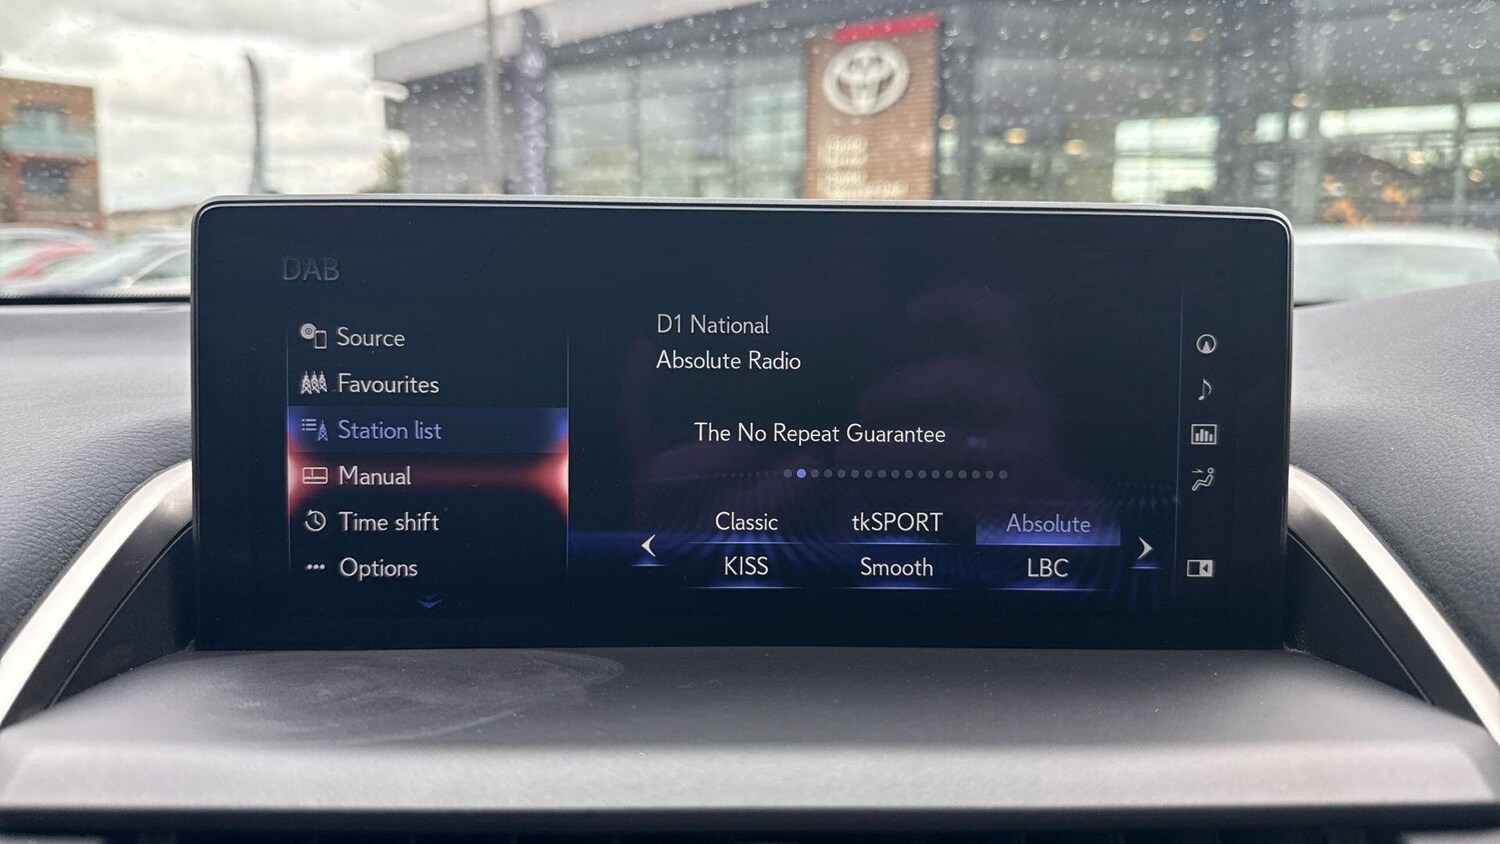 DAB
Source
Favourites
Station list
Manual
Time shift
Options
D1 National
Absolute Radio
The No Repeat Guarantee
Classic
tkSPORT
Absolute
KISS
Smooth
LBC